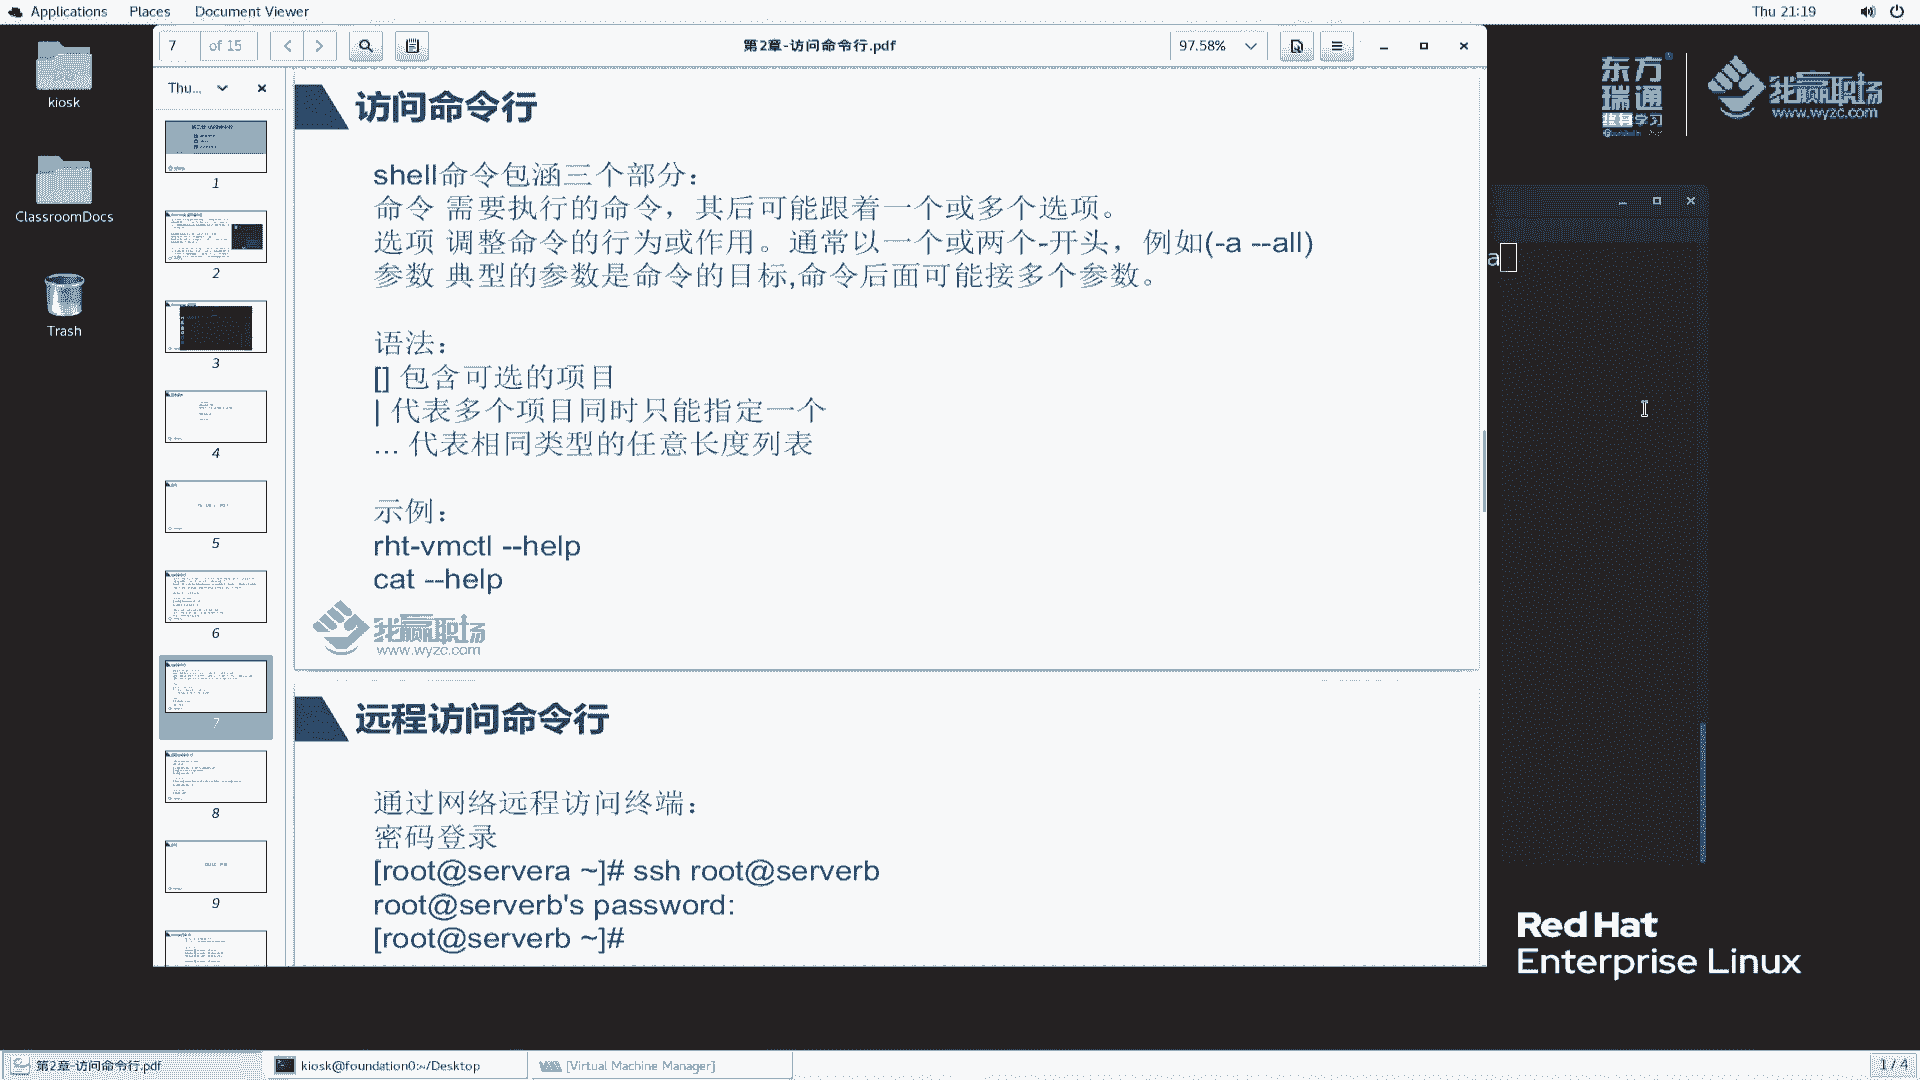 Applications Places Document Viewer
Thu 21:19
kiosk
ClassroomDocs
Trash
7 of 15
第2章-访问命令行.pdf
97.58%
Thu...
1
2
3
4
5
6
7
8
9
访问命令行
shell命令包涵三个部分：
命令 需要执行的命令，其后可能跟着一个或多个选项。
选项 调整命令的行为或作用。通常以一个或两个-开头，例如(-a --all)
参数 典型的参数是命令的目标,命令后面可能接多个参数。
语法：
[] 包含可选的项目
| 代表多个项目同时只能指定一个
... 代表相同类型的任意长度列表
示例：
rht-vmctl --help
cat --help
我赢职场
www.wyzc.com
远程访问命令行
通过网络远程访问终端：
密码登录
[root@servera ~]# ssh root@serverb
root@serverb's password:
[root@serverb ~]#
东方
瑞通
学习
我赢职场
www.wyzc.com
a
Red Hat
Enterprise Linux
第2章-访问命令行.pdf
kiosk@foundation0:~/Desktop
[Virtual Machine Manager]
1 / 4